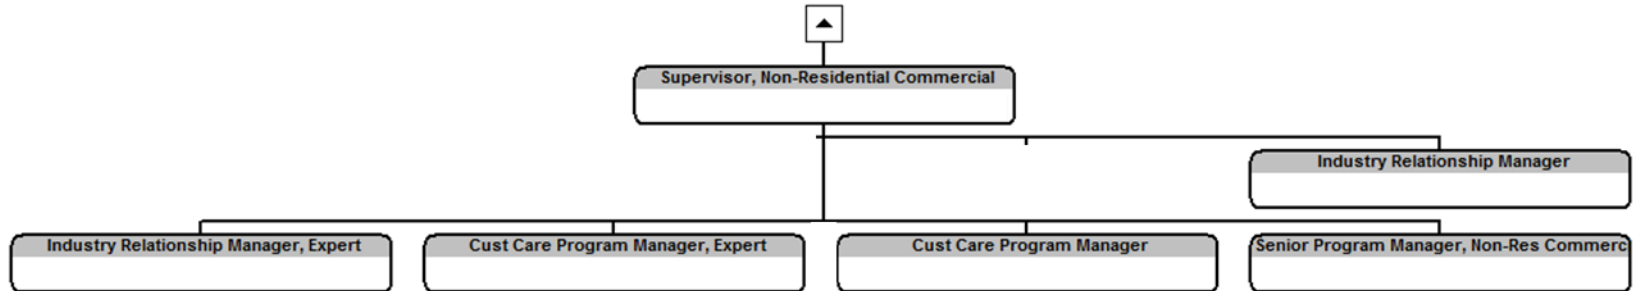 Supervisor, Non-Residential Commercial
Industry Relationship Manager
Industry Relationship Manager, Expert
Cust Care Program Manager, Expert
Cust Care Program Manager
Senior Program Manager, Non-Res Commerc